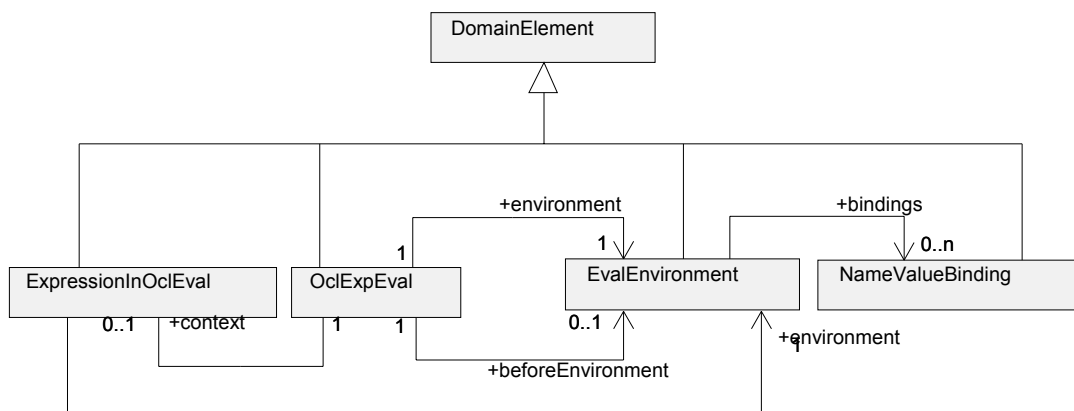 DomainElement
+environment
+bindings
1
1
0..n
ExpressionInOclEval
OclExpEval
EvalEnvironment
NameValueBinding
0..1
+context
1
1
0..1
+environment
1
+beforeEnvironment